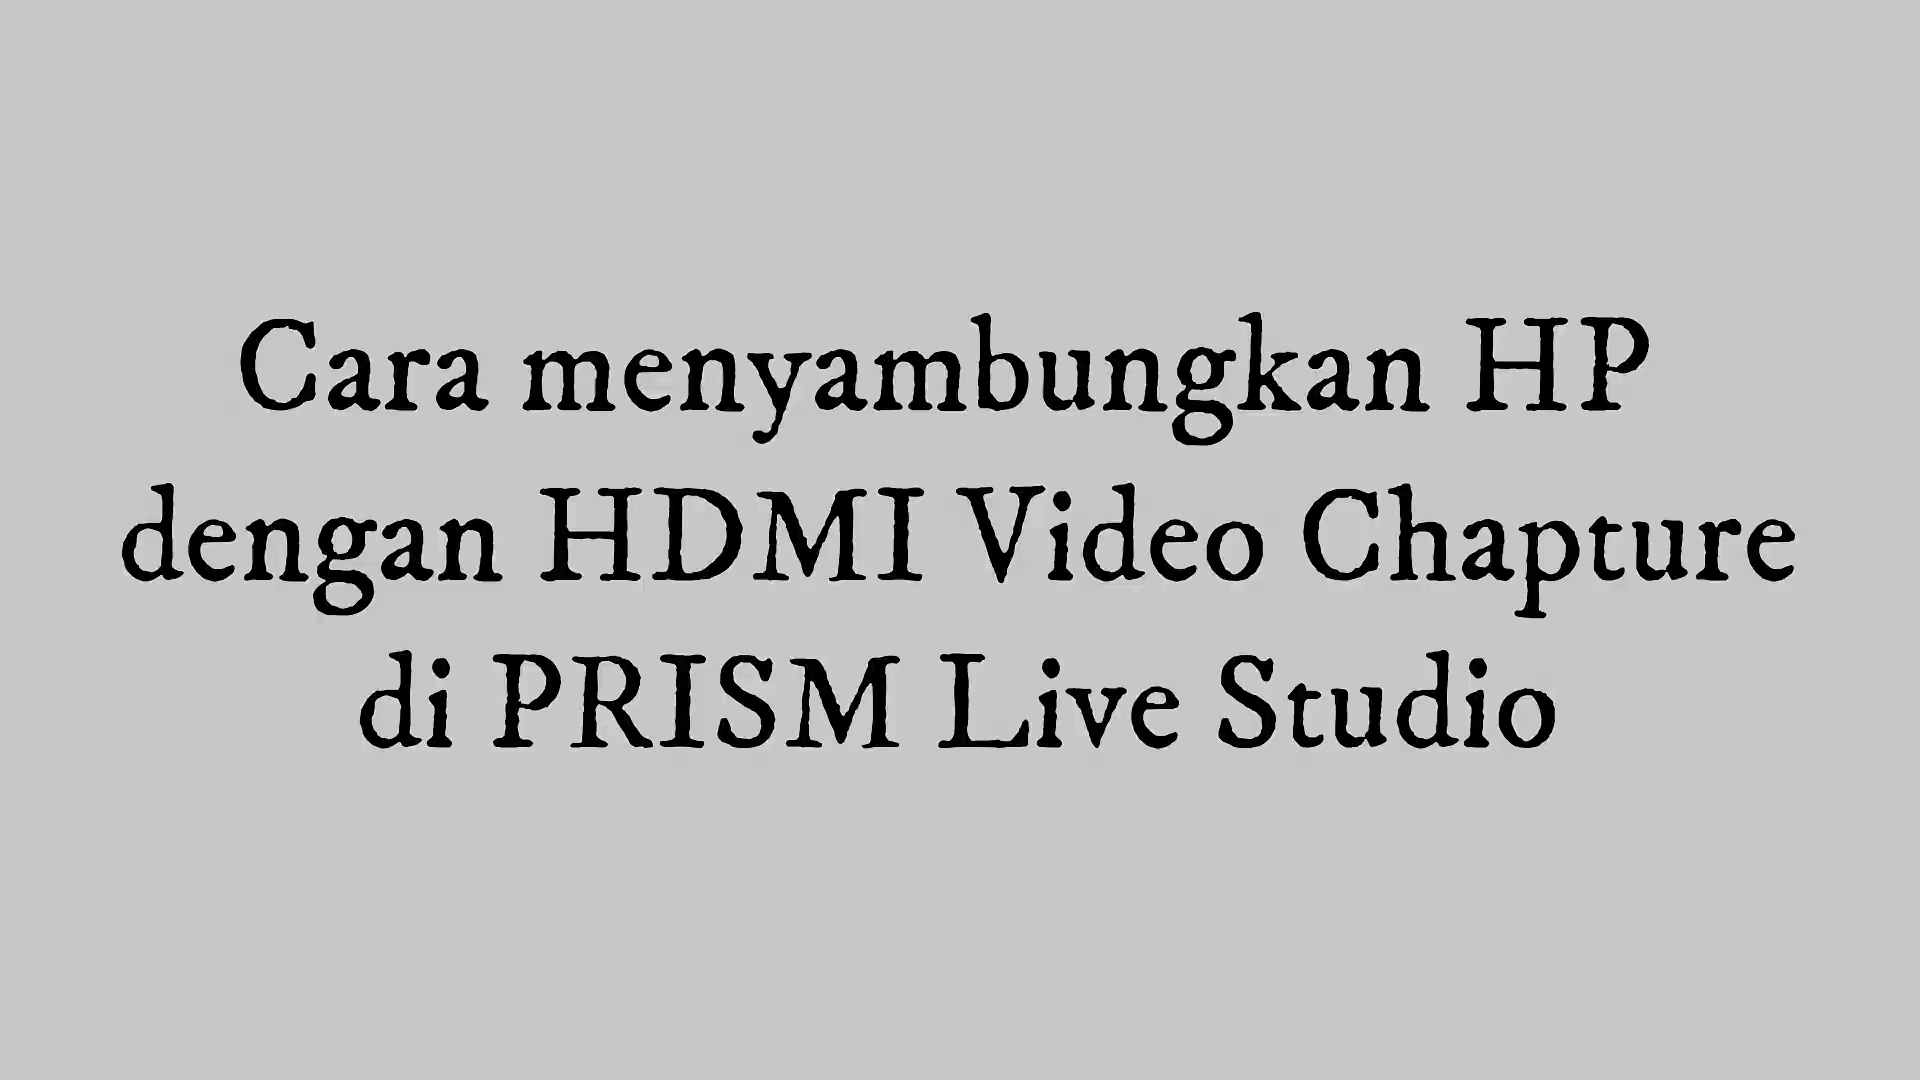 Cara menyambungkan HP
dengan HDMI Video Chapture
di PRISM Live Studio